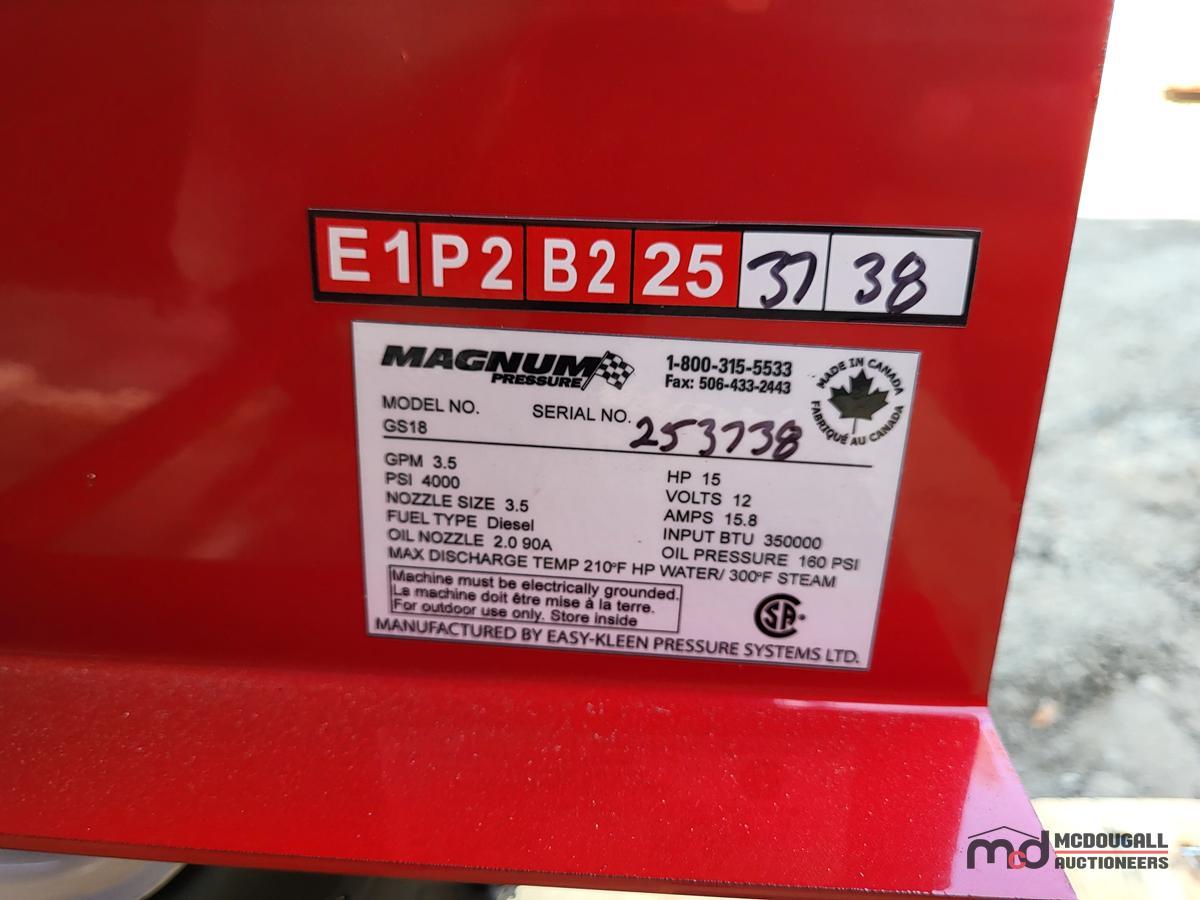 E1 P2 B2 25 37 38
MAGNUM PRESSURE
1-800-315-5533
Fax: 506-433-2443
MADE IN CANADA
FABRIQUÉ AU CANADA
MODEL NO. SERIAL NO. 253738
GS18
GPM 3.5
PSI 4000
NOZZLE SIZE 3.5
FUEL TYPE Diesel
OIL NOZZLE 2.0 90A
HP 15
VOLTS 12
AMPS 15.8
INPUT BTU 350000
OIL PRESSURE 160 PSI
MAX DISCHARGE TEMP 210°F HP WATER/ 300°F STEAM
Machine must be electrically grounded.
La machine doit être mise à la terre.
For outdoor use only. Store inside
CSA
MANUFACTURED BY EASY-KLEEN PRESSURE SYSTEMS LTD.
mcd MCDOUGALL
AUCTIONEERS